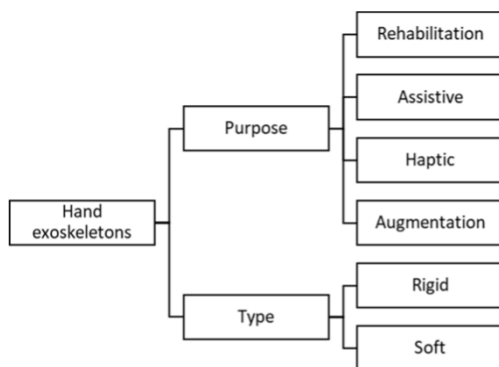 Hand
exoskeletons
Purpose
Rehabilitation
Assistive
Haptic
Augmentation
Type
Rigid
Soft